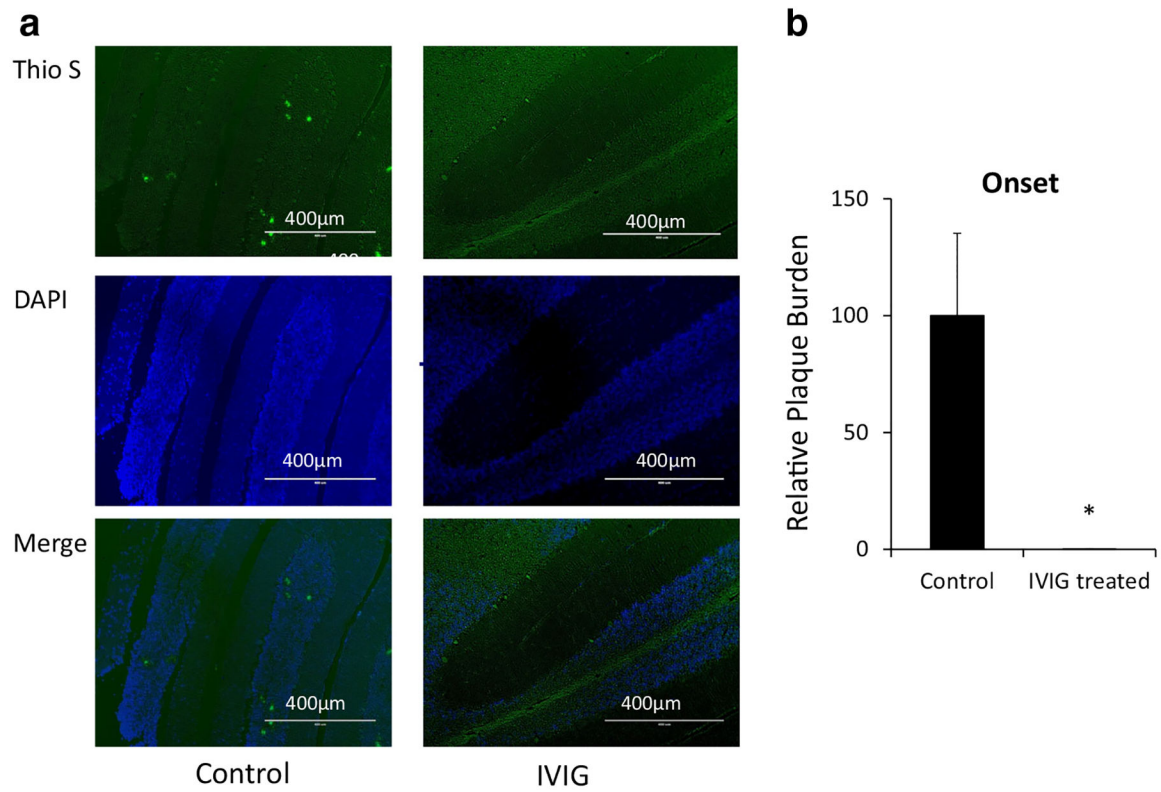 a
b
Thio S
400μm
400μm
400
DAPI
400μm
400μm
Merge
400μm
400μm
Control
IVIG
Onset
Relative Plaque Burden
150
100
50
0
*
Control
IVIG treated